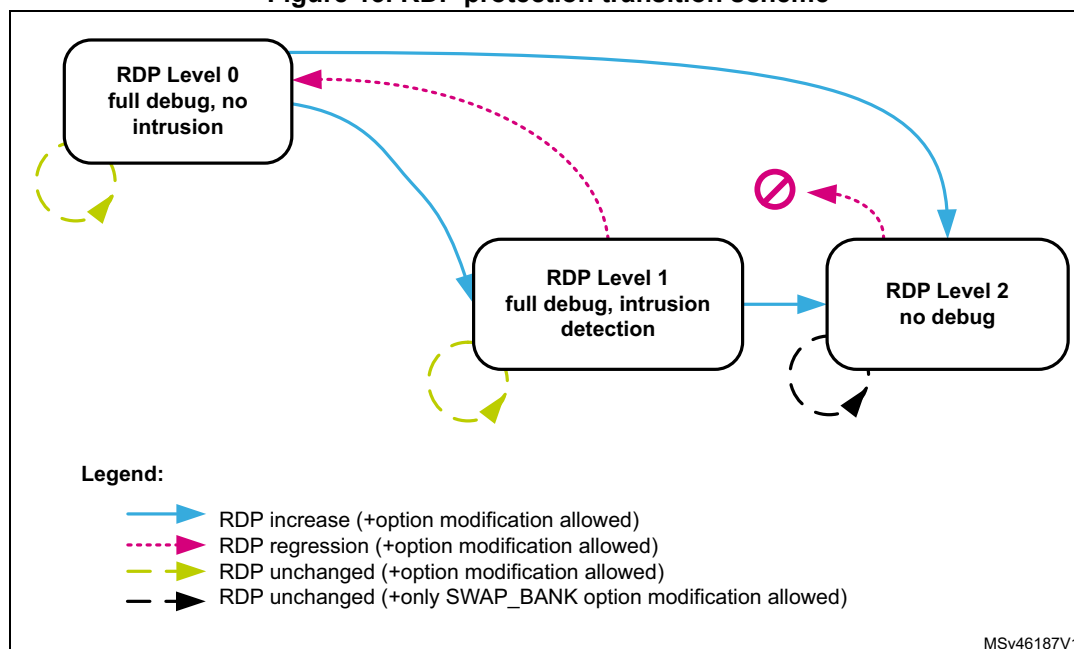 RDP Level 0
full debug, no
intrusion
RDP Level 1
full debug, intrusion
detection
RDP Level 2
no debug
Legend:
RDP increase (+option modification allowed)
RDP regression (+option modification allowed)
RDP unchanged (+option modification allowed)
RDP unchanged (+only SWAP_BANK option modification allowed)
MSv46187V1